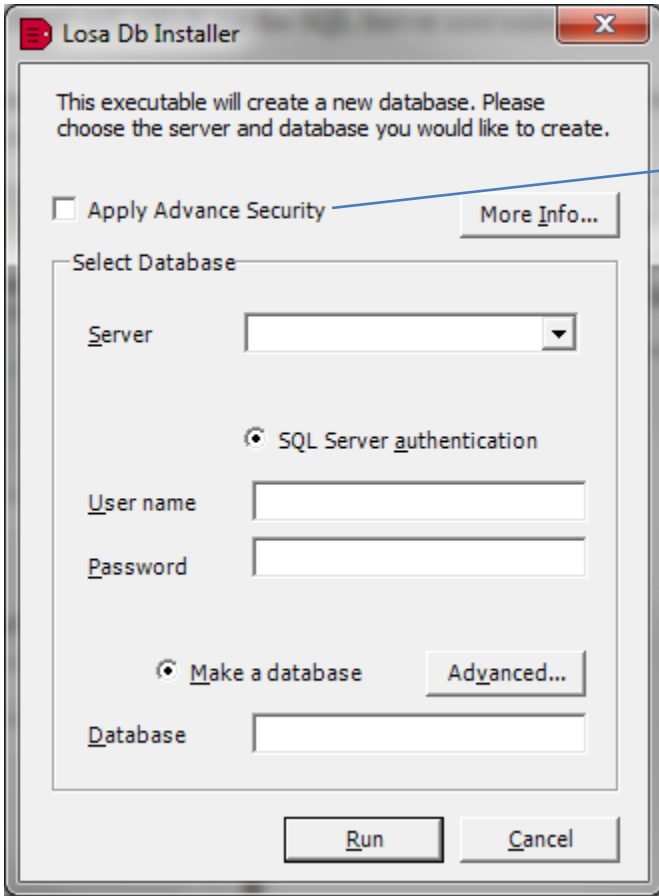 Losa Db Installer
This executable will create a new database. Please
choose the server and database you would like to create.
Apply Advance Security
More Info...
Select Database
Server
SQL Server authentication
User name
Password
Make a database
Advanced...
Database
Run
Cancel